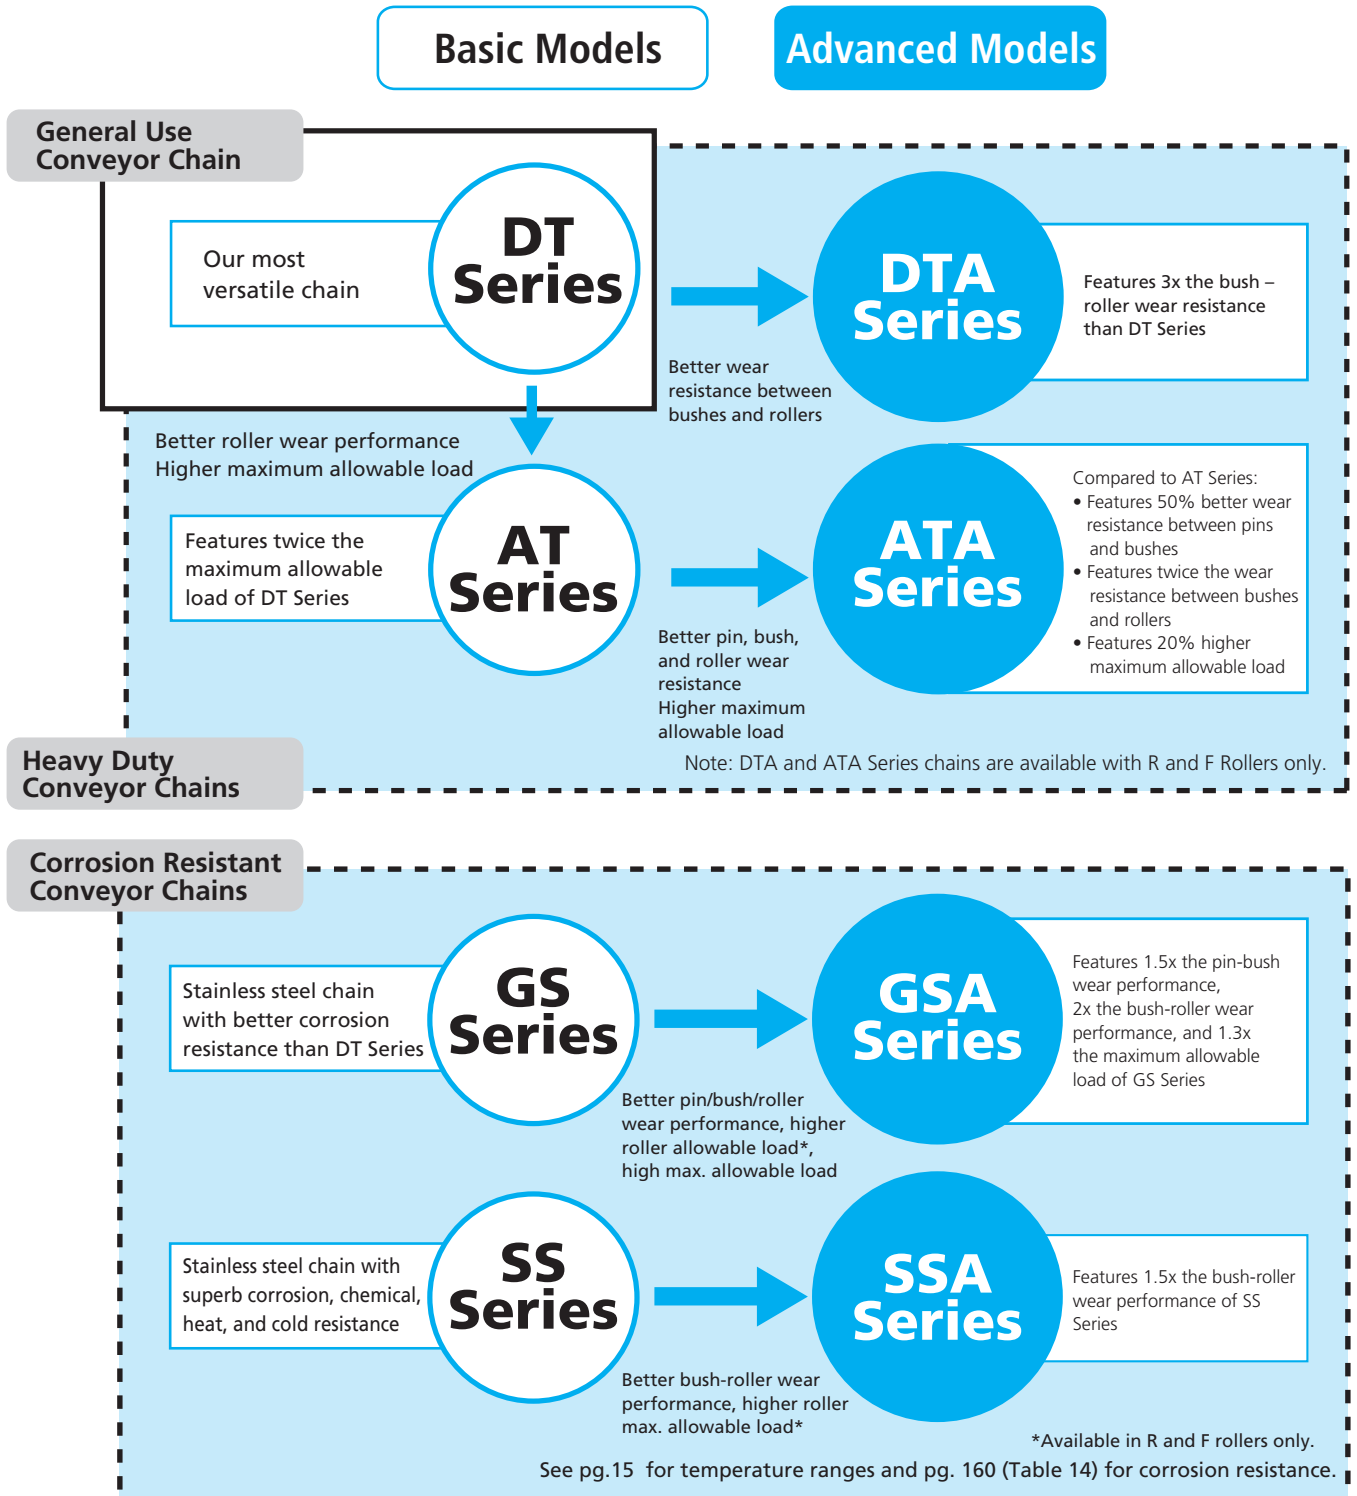 Basic Models
Advanced Models
General Use
Conveyor Chain
Our most
versatile chain
DT
Series
Better wear
resistance between
bushes and rollers
DTA
Series
Features 3x the bush –
roller wear resistance
than DT Series
Better roller wear performance
Higher maximum allowable load
Features twice the
maximum allowable
load of DT Series
AT
Series
Better pin, bush,
and roller wear
resistance
Higher maximum
allowable load
ATA
Series
Compared to AT Series:
• Features 50% better wear
resistance between pins
and bushes
• Features twice the wear
resistance between bushes
and rollers
• Features 20% higher
maximum allowable load
Heavy Duty
Conveyor Chains
Note: DTA and ATA Series chains are available with R and F Rollers only.
Corrosion Resistant
Conveyor Chains
Stainless steel chain
with better corrosion
resistance than DT Series
GS
Series
Better pin/bush/roller
wear performance, higher
roller allowable load*,
high max. allowable load
GSA
Series
Features 1.5x the pin-bush
wear performance,
2x the bush-roller wear
performance, and 1.3x
the maximum allowable
load of GS Series
Stainless steel chain with
superb corrosion, chemical,
heat, and cold resistance
SS
Series
Better bush-roller wear
performance, higher roller
max. allowable load*
SSA
Series
Features 1.5x the bush-roller
wear performance of SS
Series
*Available in R and F rollers only.
See pg.15 for temperature ranges and pg. 160 (Table 14) for corrosion resistance.